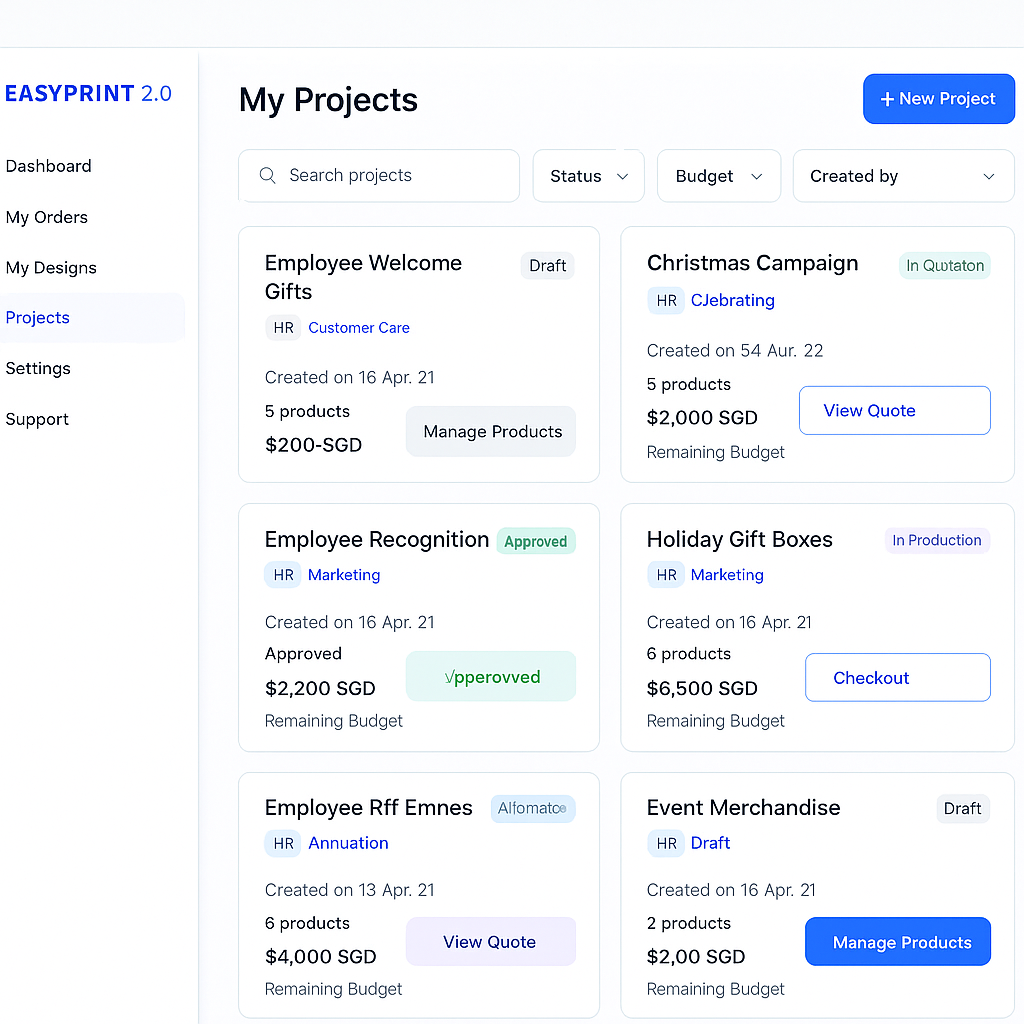 EASYPRINT 2.0
Dashboard
My Orders
My Designs
Projects
Settings
Support
My Projects
+ New Project
Search projects
Status
Budget
Created by
Employee Welcome
Gifts
Draft
HR Customer Care
Created on 16 Apr. 21
5 products
$200-SGD
Manage Products
Christmas Campaign
In Qutaton
HR CJebrating
Created on 54 Aur. 22
5 products
$2,000 SGD
View Quote
Remaining Budget
Employee Recognition
Approved
HR Marketing
Created on 16 Apr. 21
Approved
$2,200 SGD
√pperovved
Remaining Budget
Holiday Gift Boxes
In Production
HR Marketing
Created on 16 Apr. 21
6 products
$6,500 SGD
Checkout
Remaining Budget
Employee Rff Emnes
HR Annuation
Created on 13 Apr. 21
6 products
$4,000 SGD
View Quote
Remaining Budget
Event Merchandise
Draft
HR Draft
Created on 16 Apr. 21
2 products
$2,00 SGD
Manage Products
Remaining Budget